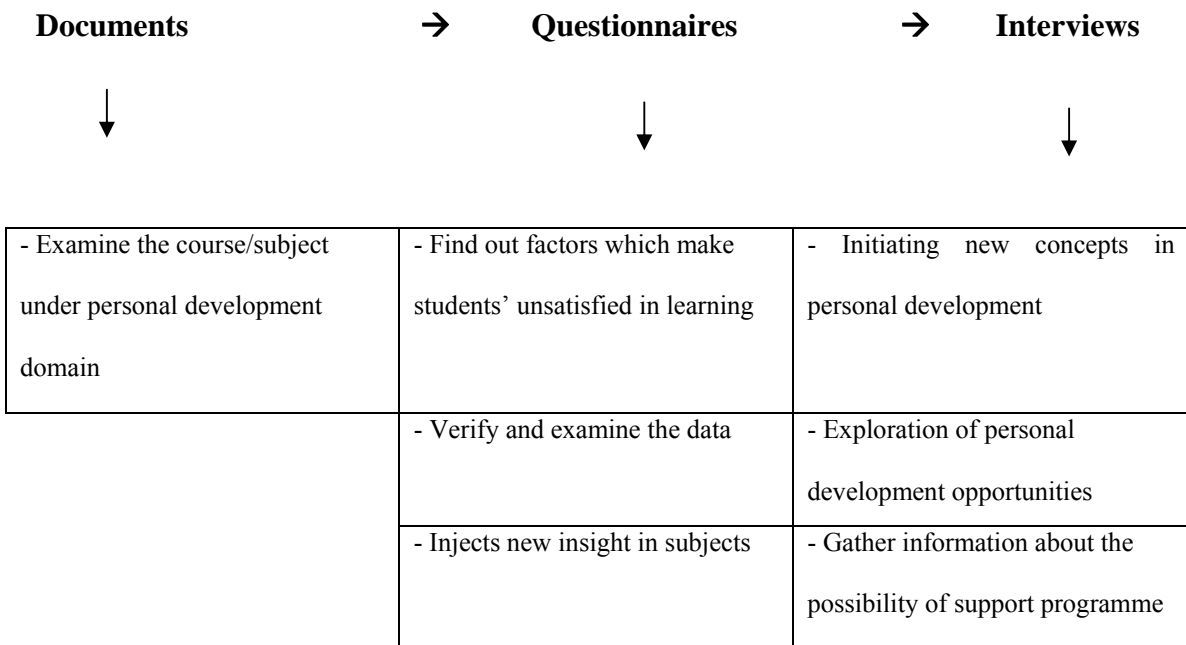 Documents → Questionnaires → Interviews
- Examine the course/subject
under personal development
domain
- Find out factors which make
students’ unsatisfied in learning
- Initiating new concepts in
personal development
- Verify and examine the data
- Exploration of personal
development opportunities
- Injects new insight in subjects
- Gather information about the
possibility of support programme